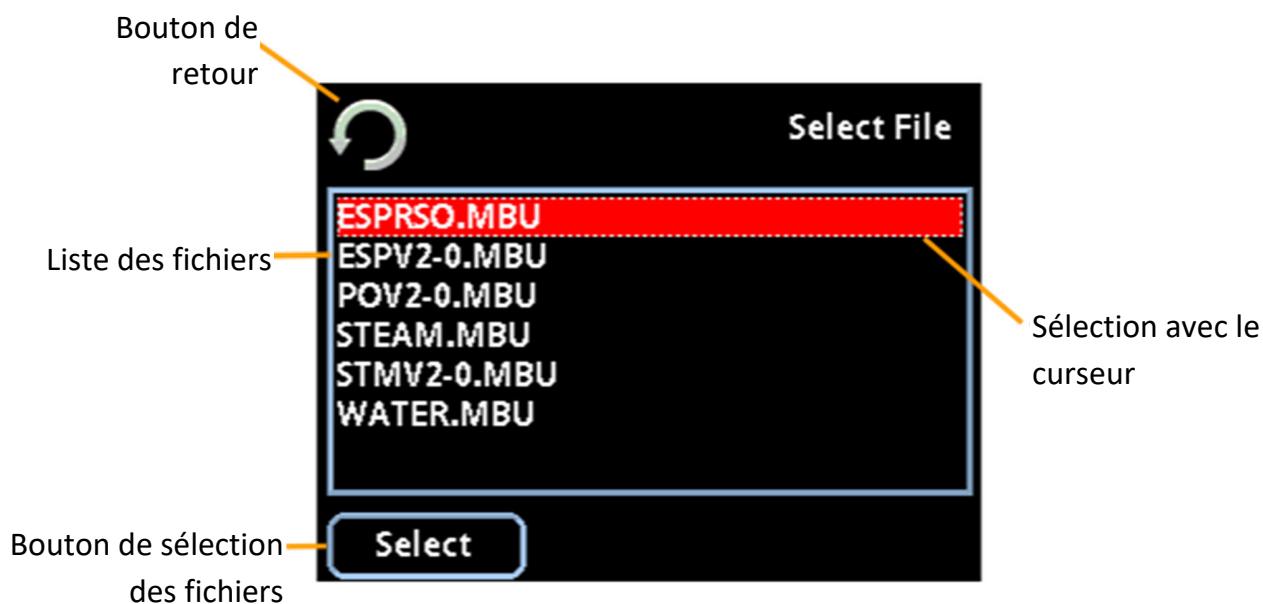 Bouton de
retour
Select File
ESPRSO.MBU
ESPV2-0.MBU
Liste des fichiers
POV2-0.MBU
STEAM.MBU
Sélection avec le
curseur
STMV2-0.MBU
WATER.MBU
Bouton de sélection
des fichiers
Select